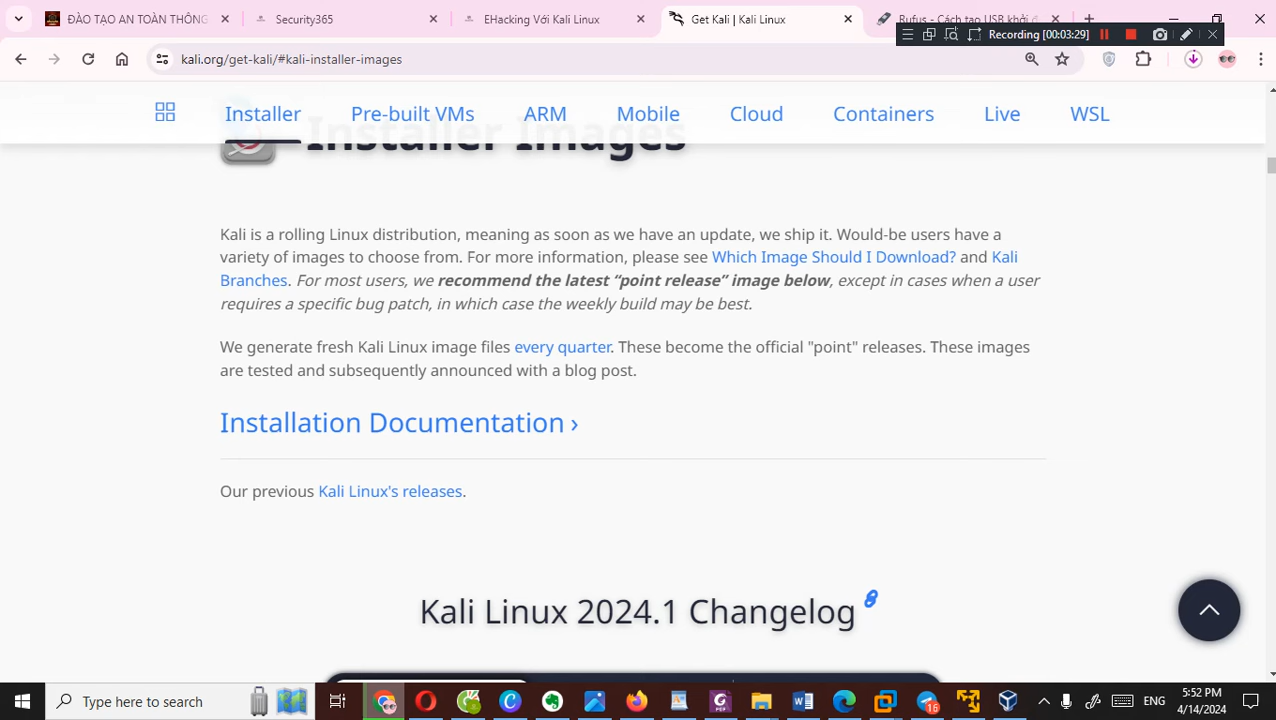 ĐÀO TẠO AN TOÀN THÔNG
Security365
EHacking Với Kali Linux
Get Kali | Kali Linux
Rufus - Cách tạo USB khởi
Recording [00:03:29]
kali.org/get-kali/#kali-installer-images
Installer
Pre-built VMs
ARM
Mobile
Cloud
Containers
Live
WSL
Installer Images
Kali is a rolling Linux distribution, meaning as soon as we have an update, we ship it. Would-be users have a
variety of images to choose from. For more information, please see Which Image Should I Download? and Kali
Branches. For most users, we recommend the latest “point release” image below, except in cases when a user
requires a specific bug patch, in which case the weekly build may be best.
We generate fresh Kali Linux image files every quarter. These become the official "point" releases. These images
are tested and subsequently announced with a blog post.
Installation Documentation ›
Our previous Kali Linux's releases.
Kali Linux 2024.1 Changelog
Type here to search
16
ENG
5:52 PM
4/14/2024